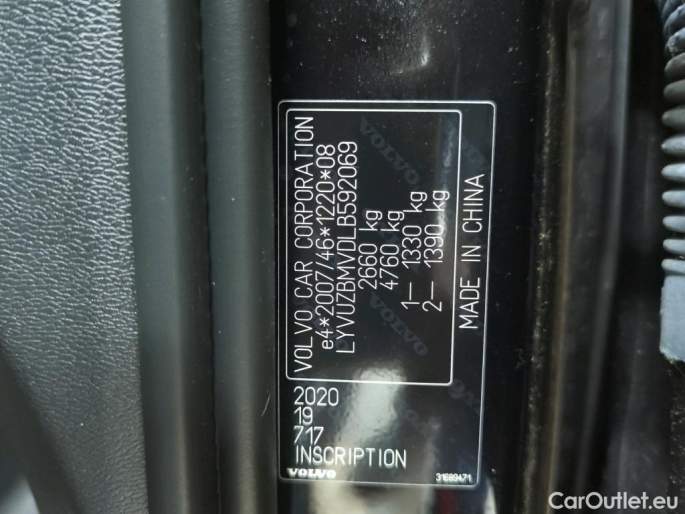 VOLVO CAR CORPORATION
e4*2007/46*1220*08
LYVUZBMVDLB592069
2660 kg
4760 kg
1— 1330 kg
2— 1390 kg
MADE IN CHINA
2020
19
717
INSCRIPTION
VOLVO
31689471
CarOutlet.eu